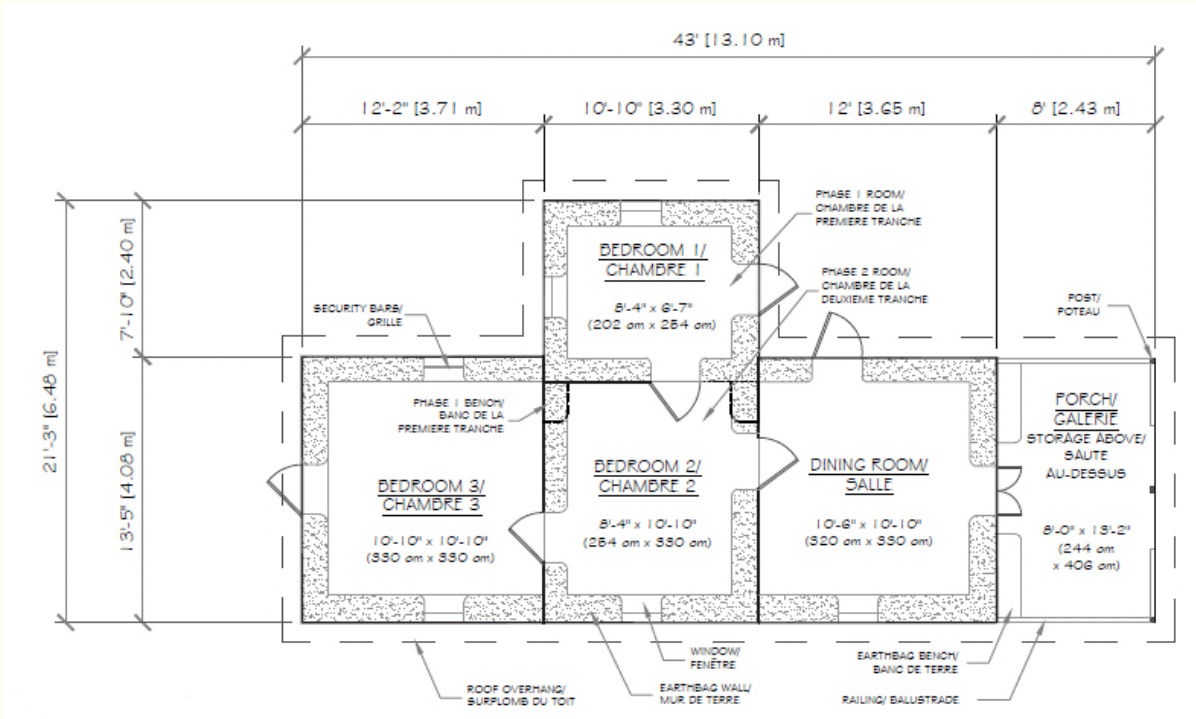 43' [13.10 m]
12'-2" [3.71 m]
10'-10" [3.30 m]
12' [3.65 m]
8' [2.43 m]
21'-3" [6.48 m]
7'-10" [2.40 m]
13'-5" [4.08 m]
PHASE 1 ROOM/
CHAMBRE DE LA
PREMIERE TRANCHE
BEDROOM 1/
CHAMBRE 1
8'-4" x 6'-7"
(202 cm x 254 cm)
PHASE 2 ROOM/
CHAMBRE DE LA
DEUXIEME TRANCHE
SECURITY BARS/
GRILLE
POST/
POTEAU
PHASE 1 BENCH/
BANC DE LA
PREMIERE TRANCHE
PORCH/
GALERIE
STORAGE ABOVE/
SAUTE
AU-DESSUS
8'-0" x 13'-2"
(244 cm
x 406 cm)
BEDROOM 3/
CHAMBRE 3
10'-10" x 10'-10"
(330 cm x 330 cm)
BEDROOM 2/
CHAMBRE 2
8'-4" x 10'-10"
(254 cm x 330 cm)
DINING ROOM/
SALLE
10'-6" x 10'-10"
(320 cm x 330 cm)
WINDOW/
FENÊTRE
EARTHBAG BENCH/
BANC DE TERRE
ROOF OVERHANG/
SURPLOMB DU TOIT
EARTHBAG WALL/
MUR DE TERRE
RAILING/ BALUSTRADE